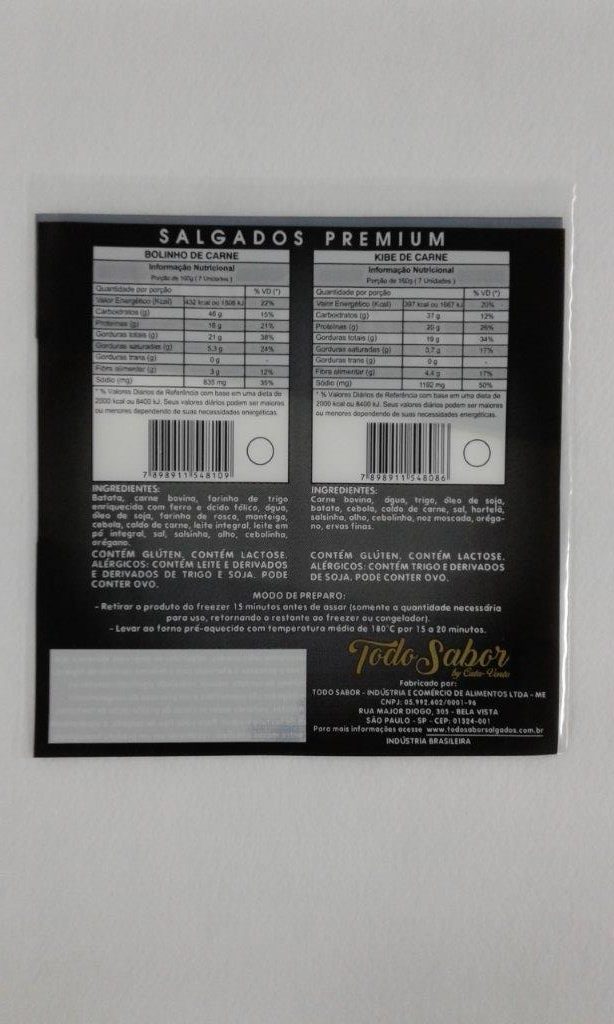 SALGADOS PREMIUM
BOLINHO DE CARNE
Informação Nutricional
Porção de 160g ( 7 Unidades )
Quantidade por porção % VD (*)
Valor Energético (Kcal) 432 kcal ou 1808 kJ 22%
Carboidratos (g) 46 g 15%
Proteínas (g) 16 g 21%
Gorduras totais (g) 21 g 38%
Gorduras saturadas (g) 5,3 g 24%
Gorduras trans (g) 0 g -
Fibra alimentar (g) 3 g 12%
Sódio (mg) 835 mg 35%
* % Valores Diários de Referência com base em uma dieta de
2000 kcal ou 8400 kJ. Seus valores diários podem ser maiores
ou menores dependendo de suas necessidades energéticas.
7 898911 548109
INGREDIENTES:
Batata, carne bovina, farinha de trigo
enriquecida com ferro e ácido fólico, água,
óleo de soja, farinha de rosca, manteiga,
cebola, caldo de carne, leite integral, leite em
pó integral, sal, salsinha, alho, cebolinha,
orégano.
CONTÉM GLÚTEN. CONTÉM LACTOSE.
ALÉRGICOS: CONTÉM LEITE E DERIVADOS
E DERIVADOS DE TRIGO E SOJA. PODE
CONTER OVO.
KIBE DE CARNE
Informação Nutricional
Porção de 160g ( 7 Unidades )
Quantidade por porção % VD (*)
Valor Energético (Kcal) 397 kcal ou 1667 kJ 20%
Carboidratos (g) 37 g 12%
Proteínas (g) 20 g 26%
Gorduras totais (g) 19 g 34%
Gorduras saturadas (g) 3,7 g 17%
Gorduras trans (g) 0 g -
Fibra alimentar (g) 4,4 g 17%
Sódio (mg) 1192 mg 50%
* % Valores Diários de Referência com base em uma dieta de
2000 kcal ou 8400 kJ. Seus valores diários podem ser maiores
ou menores dependendo de suas necessidades energéticas.
7 898911 548086
INGREDIENTES:
Carne bovina, água, trigo, óleo de soja,
batata, cebola, caldo de carne, sal, hortelã,
salsinha, alho, cebolinha, noz moscada, oréga-
no, ervas finas.
CONTÉM GLÚTEN. CONTÉM LACTOSE.
ALÉRGICOS: CONTÉM TRIGO E DERIVADOS
DE SOJA. PODE CONTER OVO.
MODO DE PREPARO:
- Retirar o produto do freezer 15 minutos antes de assar (somente a quantidade necessária
para uso, retornando o restante ao freezer ou congelador).
- Levar ao forno pré-aquecido com temperatura média de 180°C por 15 a 20 minutos.
Todo Sabor
by Cata-Vento
Fabricado por:
TODO SABOR - INDÚSTRIA E COMÉRCIO DE ALIMENTOS LTDA - ME
CNPJ: 05.992.602/0001-96
RUA MAJOR DIOGO, 305 - BELA VISTA
SÃO PAULO - SP - CEP: 01324-001
Para mais informações acesse www.todosaborsalgados.com.br
INDÚSTRIA BRASILEIRA